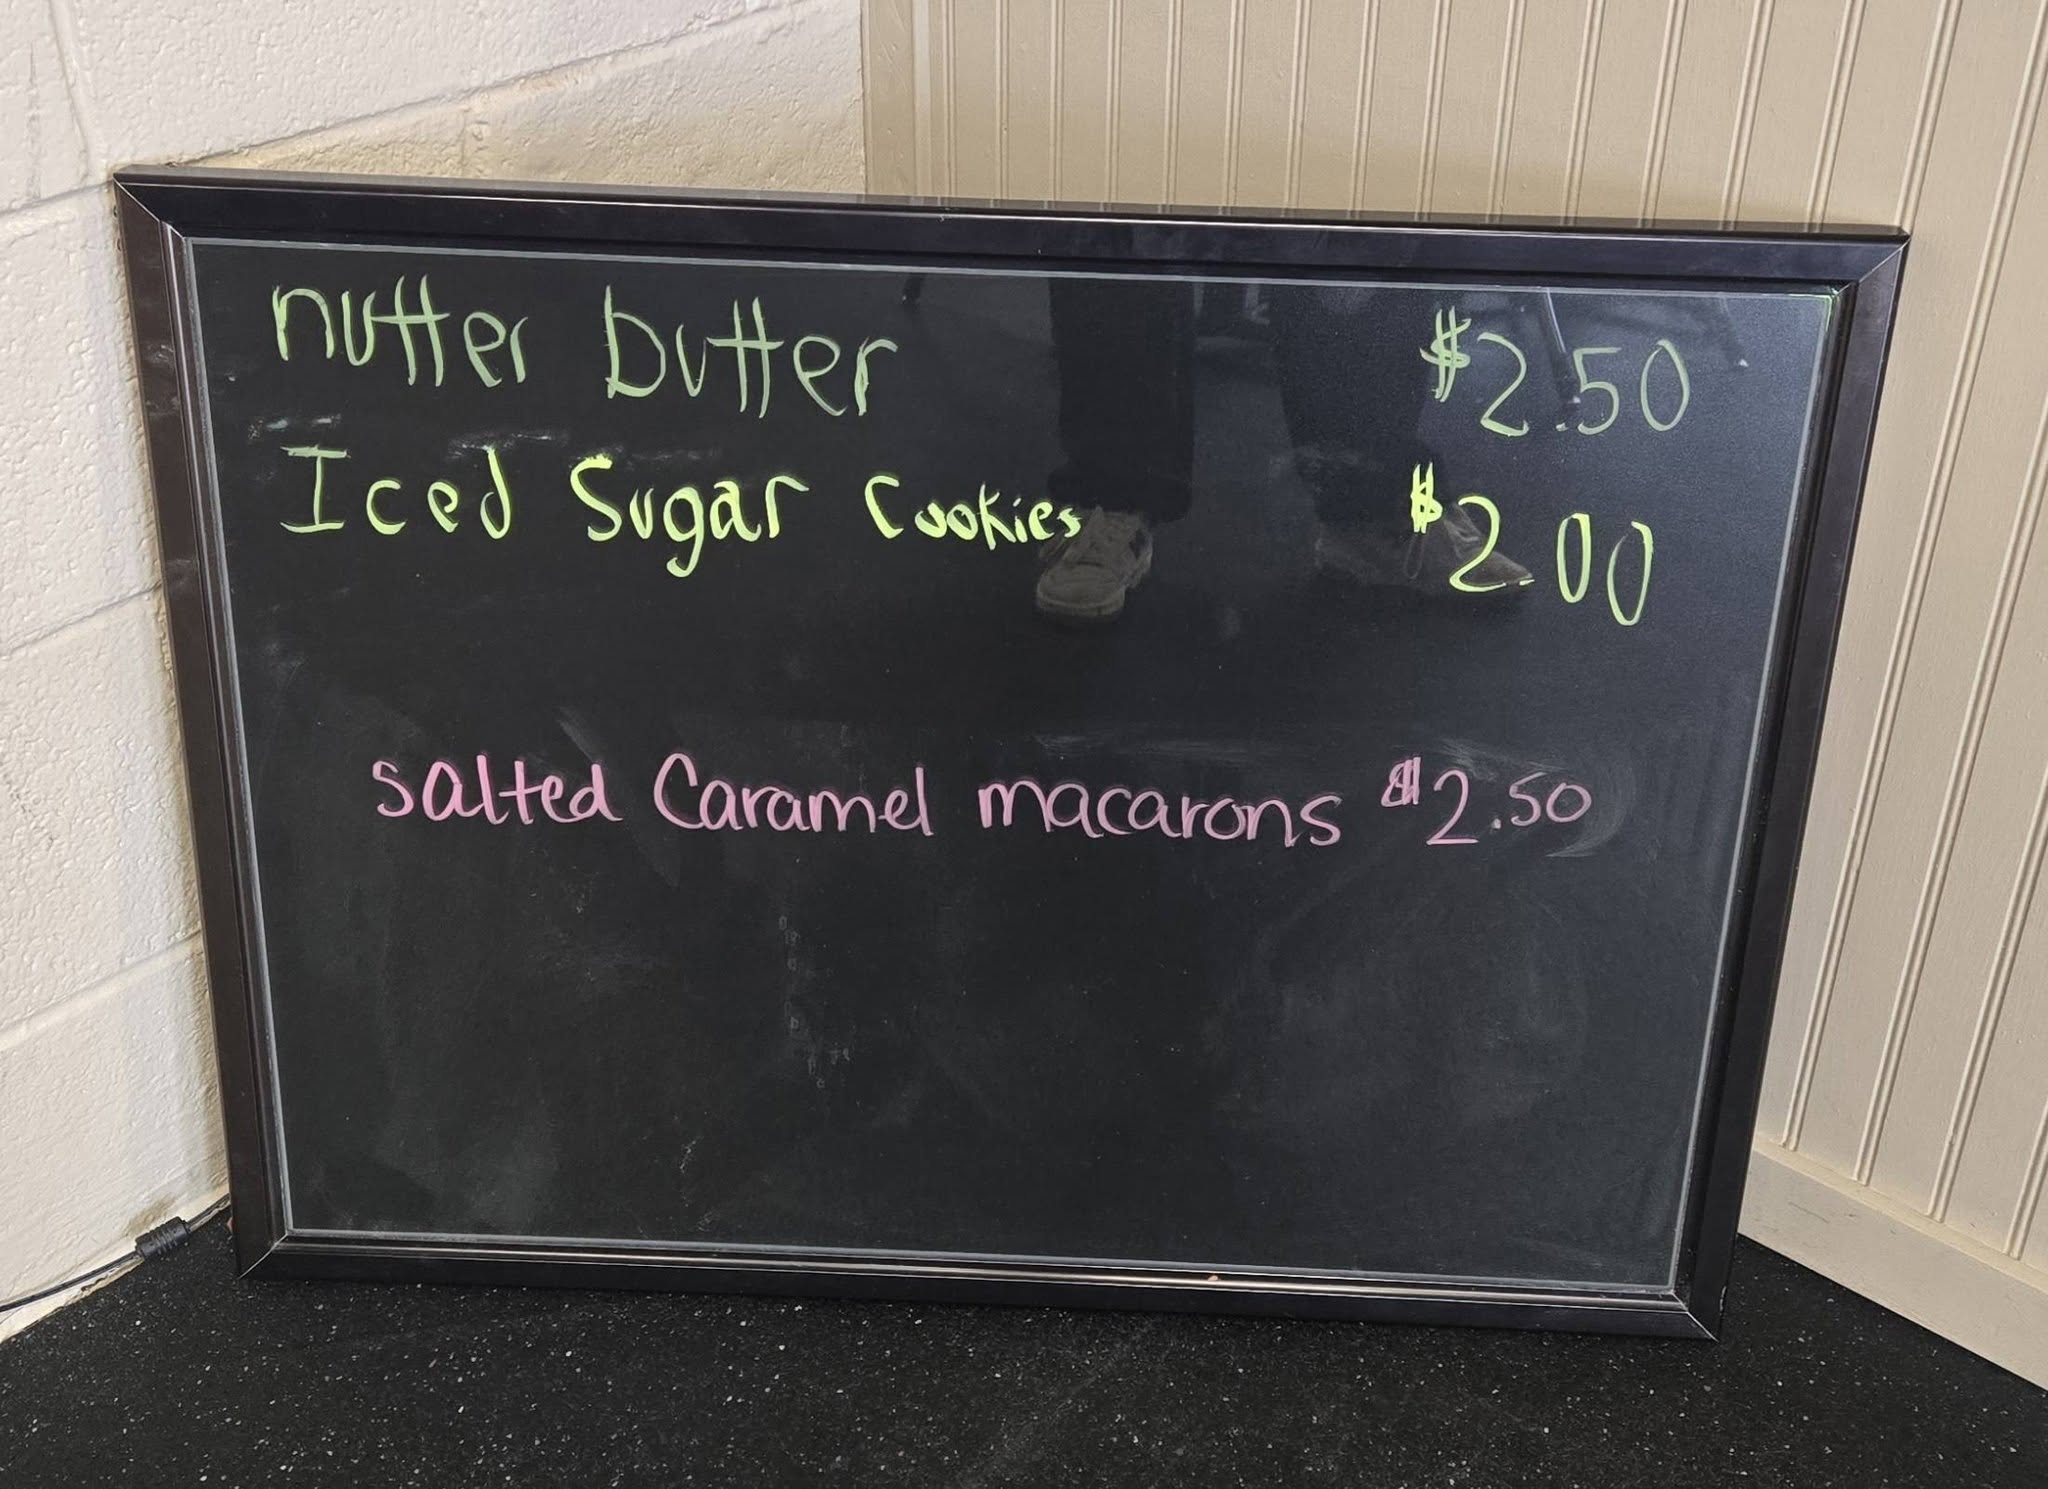 nutter butter $2.50
Iced Sugar Cookies $2.00
salted Caramel macarons $2.50